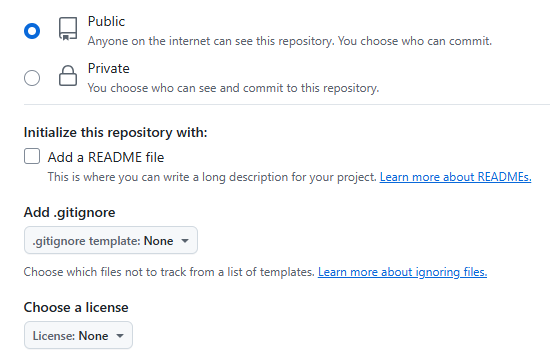 Public
Anyone on the internet can see this repository. You choose who can commit.
Private
You choose who can see and commit to this repository.
Initialize this repository with:
Add a README file
This is where you can write a long description for your project. Learn more about READMEs.
Add .gitignore
.gitignore template: None
Choose which files not to track from a list of templates. Learn more about ignoring files.
Choose a license
License: None